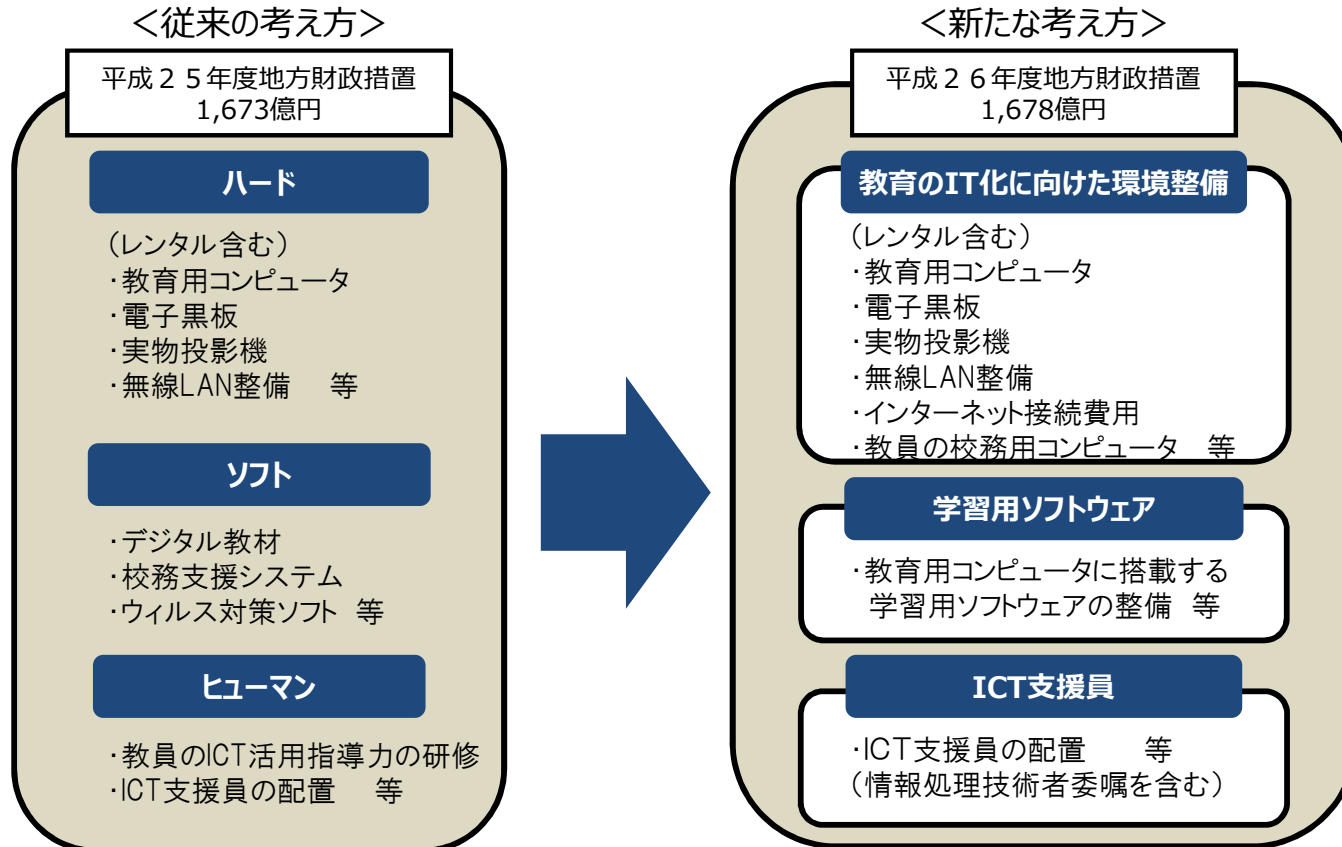 ＜従来の考え方＞
平成２５年度地方財政措置
1,673億円
ハード
（レンタル含む）
・教育用コンピュータ
・電子黒板
・実物投影機
・無線LAN整備　等
ソフト
・デジタル教材
・校務支援システム
・ウィルス対策ソフト　等
ヒューマン
・教員のICT活用指導力の研修
・ICT支援員の配置　等
＜新たな考え方＞
平成２６年度地方財政措置
1,678億円
教育のIT化に向けた環境整備
（レンタル含む）
・教育用コンピュータ
・電子黒板
・実物投影機
・無線LAN整備
・インターネット接続費用
・教員の校務用コンピュータ　等
学習用ソフトウェア
・教育用コンピュータに搭載する
学習用ソフトウェアの整備　等
ICT支援員
・ICT支援員の配置　等
（情報処理技術者委嘱を含む）